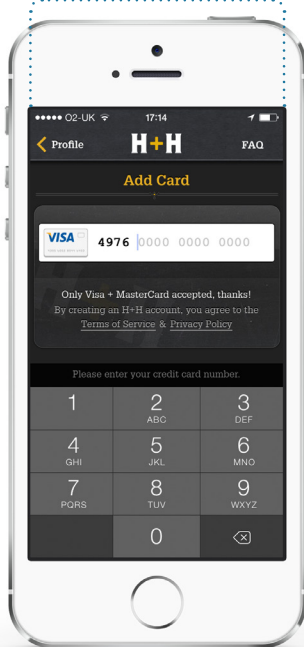 O2-UK 17:14
Profile H+H FAQ
Add Card
VISA 4976 0000 0000 0000
Only Visa + MasterCard accepted, thanks!
By creating an H+H account, you agree to the
Terms of Service & Privacy Policy
Please enter your credit card number.
1 2 3
ABC DEF
4 5 6
GHI JKL MNO
7 8 9
PQRS TUV WXYZ
0